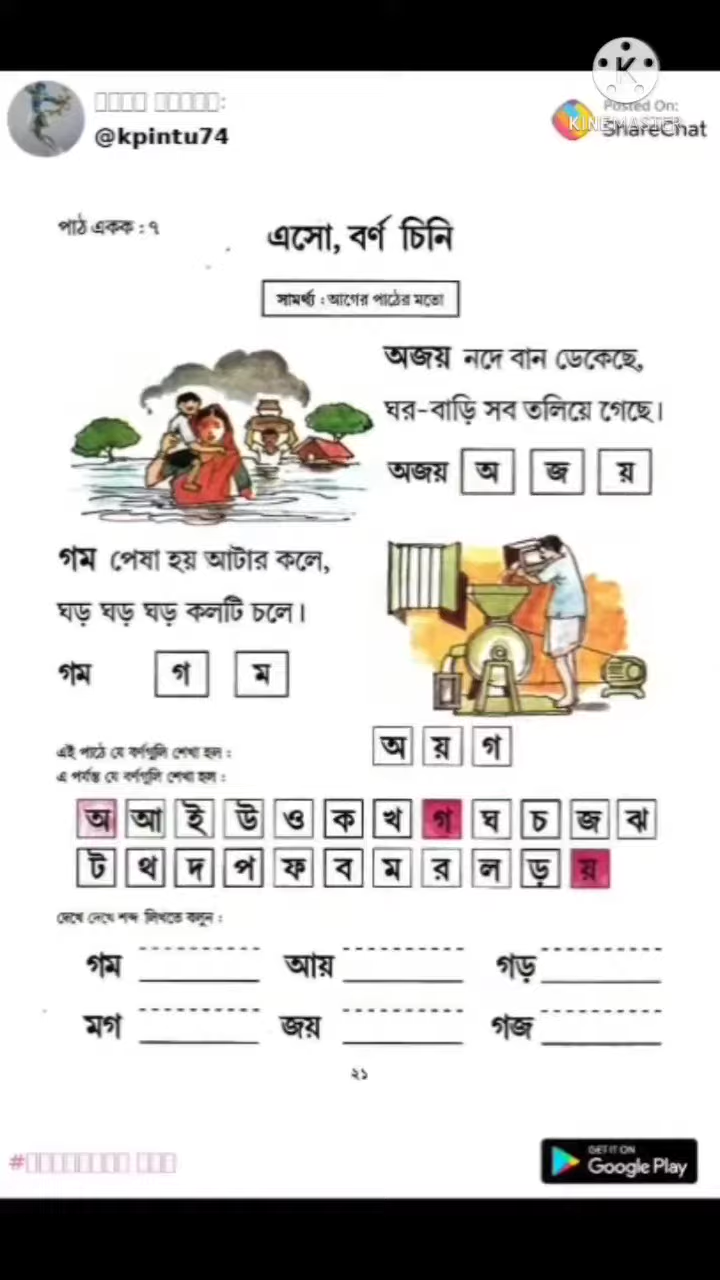 @kpintu74
Posted On:
ShareChat
KINEMASTER
K
পাঠ একক : ৭
এসো, বর্ণ চিনি
সামর্থ্য : আগের পাঠের মতো
অজয় নদে বান ডেকেছে,
ঘর-বাড়ি সব তলিয়ে গেছে।
অজয় অ জ য়
গম পেষা হয় আটার কলে,
ঘড় ঘড় ঘড় কলটি চলে।
গম গ ম
এই পাঠে যে বর্ণগুলি শেখা হল : অ য় গ
এ পর্যন্ত যে বর্ণগুলি শেখা হল :
অ আ ই উ ও ক খ গ ঘ চ জ ঝ
ট থ দ প ফ ব ম র ল ড় য়
দেখে দেখে শব্দ লিখতে বলুন :
গম আয় গড়
মগ জয় গজ
২১
GET IT ON
Google Play